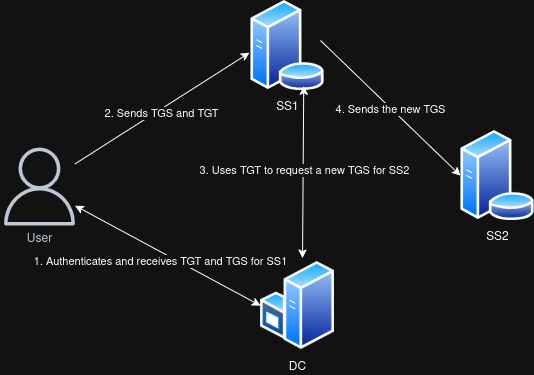 SS1
2. Sends TGS and TGT
4. Sends the new TGS
3. Uses TGT to request a new TGS for SS2
User
SS2
1. Authenticates and receives TGT and TGS for SS1
DC